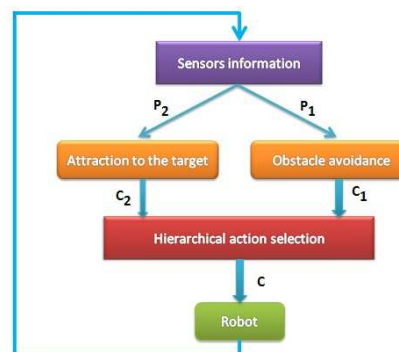 Sensors information
P2
P1
Attraction to the target
Obstacle avoidance
C2
C1
Hierarchical action selection
C
Robot